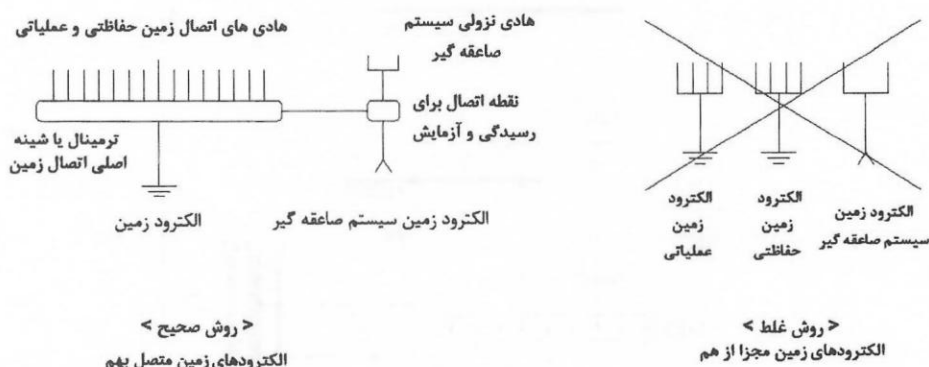 هادی های اتصال زمین حفاظتی و عملیاتی
هادی نزولی سیستم
صاعقه گیر
نقطه اتصال برای
رسیدگی و آزمایش
ترمینال یا شینه
اصلی اتصال زمین
الکترود زمین
الکترود زمین سیستم صاعقه گیر
< روش صحیح >
الکترودهای زمین متصل بهم
الکترود زمین
سیستم صاعقه گیر
الکترود
زمین
حفاظتی
الکترود
زمین
عملیاتی
< روش غلط >
الکترودهای زمین مجزا از هم